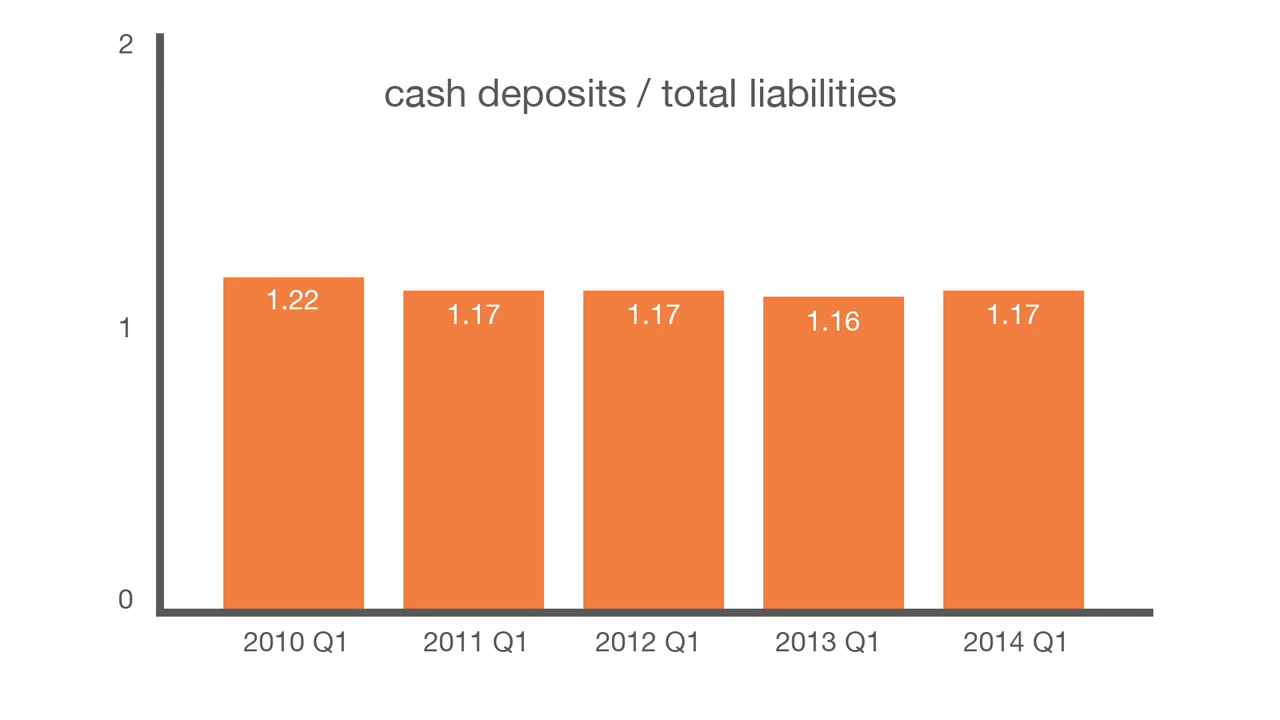 2
cash deposits / total liabilities
1.22
1.17
1.17
1.16
1.17
1
0
2010 Q1
2011 Q1
2012 Q1
2013 Q1
2014 Q1